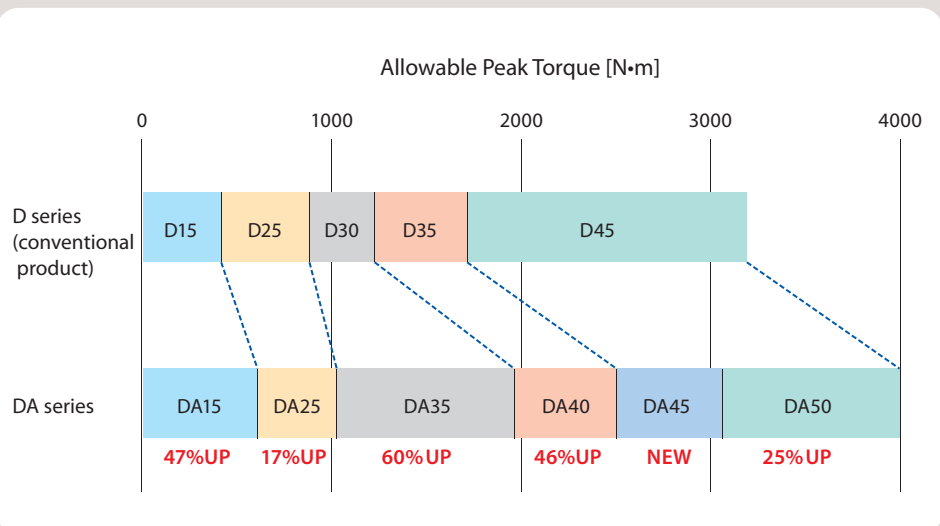 Allowable Peak Torque [N•m]
0 1000 2000 3000 4000
D series
(conventional
product)
D15 D25 D30 D35 D45
DA series
DA15 DA25 DA35 DA40 DA45 DA50
47%UP 17%UP 60%UP 46%UP NEW 25%UP